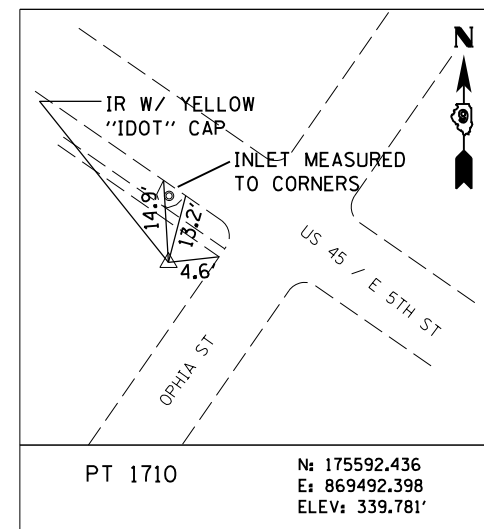 N
IR W/ YELLOW
"IDOT" CAP
INLET MEASURED
TO CORNERS
14.9'
13.2'
4.6'
US 45 / E 5TH ST
OPHIA ST
PT 1710
N: 175592.436
E: 869492.398
ELEV: 339.781'